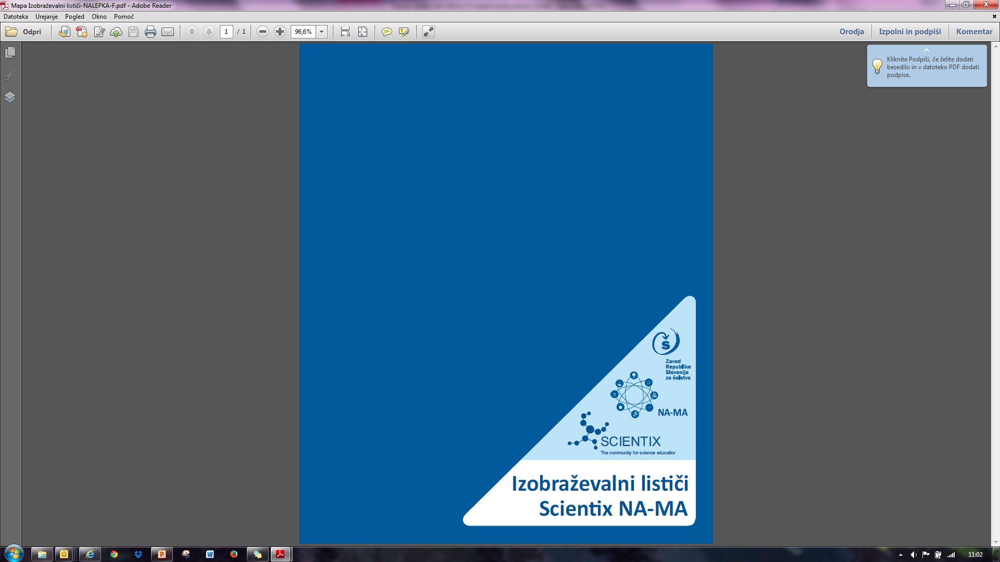 Mapa Izobraževalni lističi-NALEPKA-F.pdf - Adobe Reader
Datoteka Urejanje Pogled Okno Pomoč
Odpri 1 / 1 96,6% Orodja Izpolni in podpiši Komentar
Kliknite Podpiši, če želite dodati
besedilo in v datoteko PDF dodati
podpise.
Š
Zavod
Republike
Slovenije
za šolstvo
NA-MA
SCIENTIX
The community for science educatior
Izobraževalni lističi
Scientix NA-MA
11:02